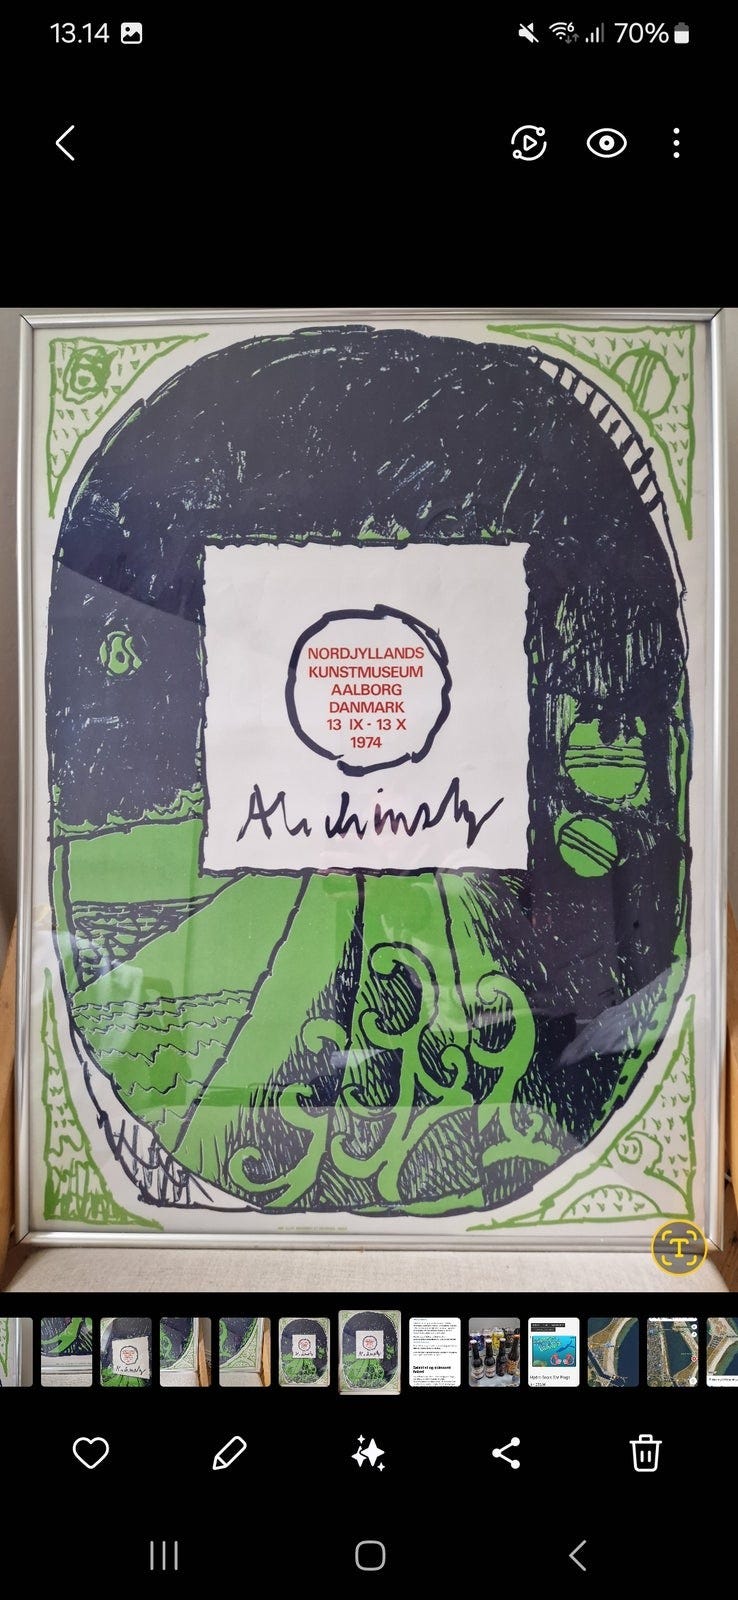 13.14
70%
NORDJYLLANDS
KUNSTMUSEUM
AALBORG
DANMARK
13 IX - 13 X
1974
Alechinsky
T